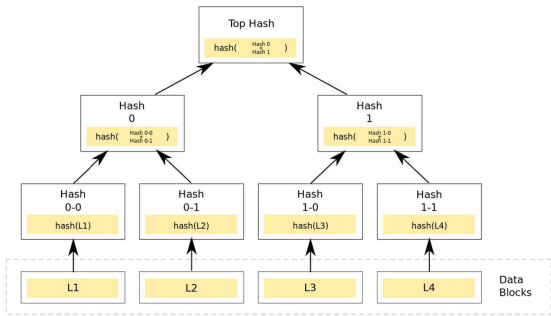 Top Hash
hash( Hash 0 + Hash 1 )
Hash
0
hash( Hash 0-0 + Hash 0-1 )
Hash
1
hash( Hash 1-0 + Hash 1-1 )
Hash
0-0
hash(L1)
Hash
0-1
hash(L2)
Hash
1-0
hash(L3)
Hash
1-1
hash(L4)
L1
L2
L3
L4
Data
Blocks